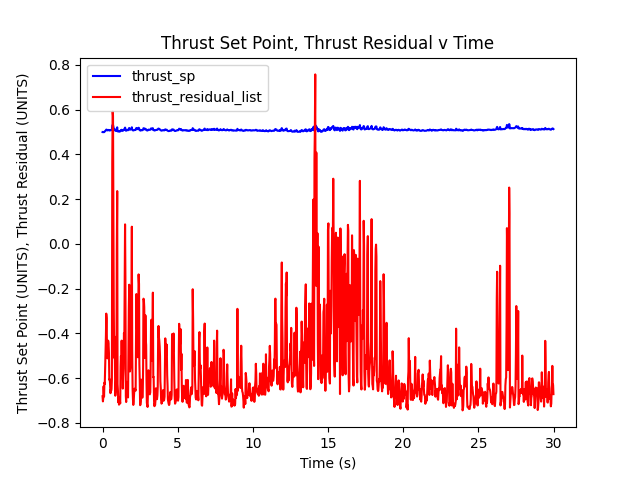 Thrust Set Point, Thrust Residual v Time
thrust_sp
thrust_residual_list
Thrust Set Point (UNITS), Thrust Residual (UNITS)
0.8
0.6
0.4
0.2
0.0
−0.2
−0.4
−0.6
−0.8
0 5 10 15 20 25 30
Time (s)